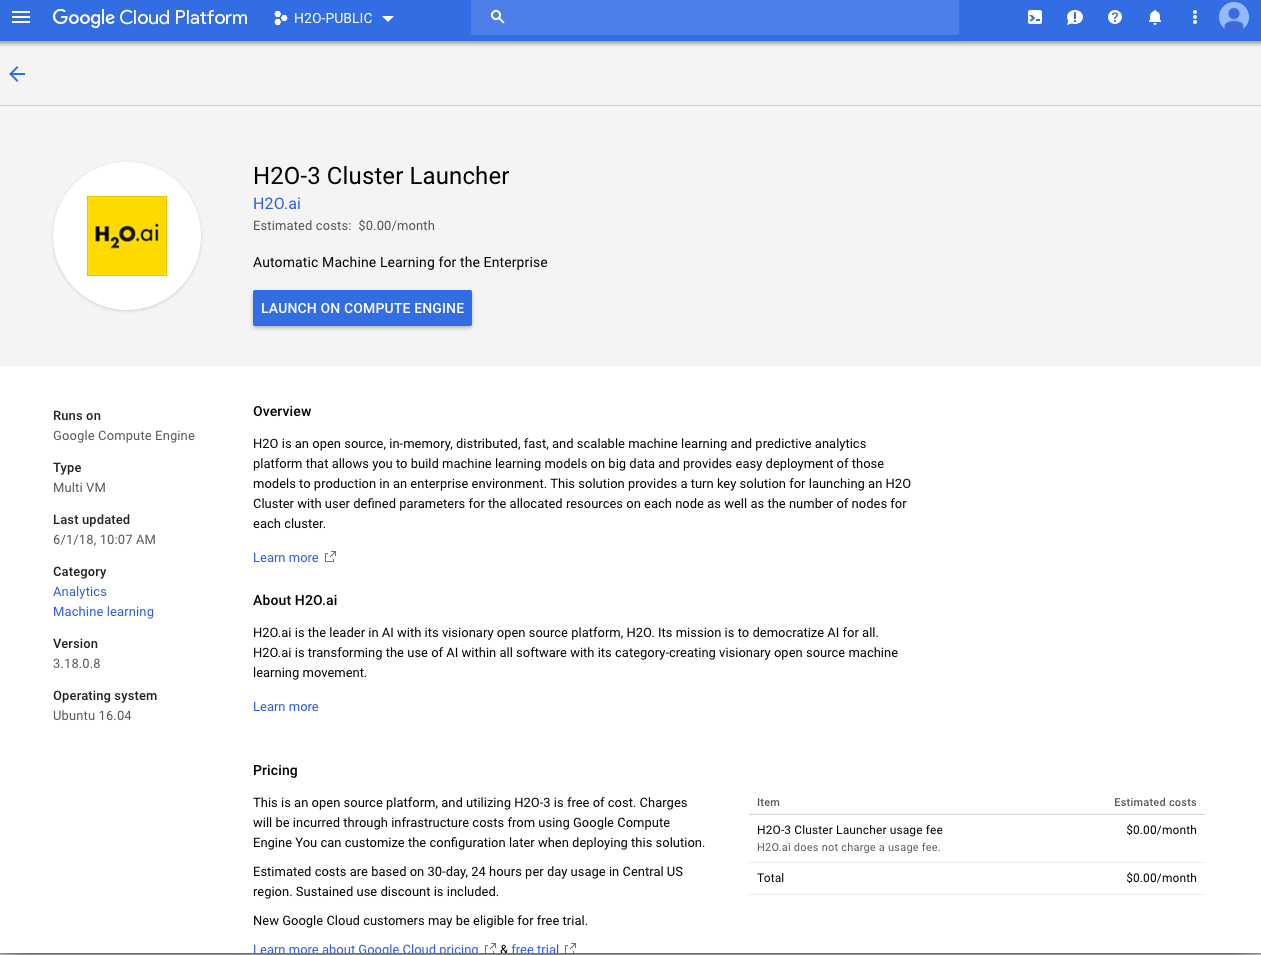 Google Cloud Platform
H2O-PUBLIC
H2O.ai
H2O-3 Cluster Launcher
H2O.ai
Estimated costs: $0.00/month
Automatic Machine Learning for the Enterprise
LAUNCH ON COMPUTE ENGINE
Runs on
Google Compute Engine
Type
Multi VM
Last updated
6/1/18, 10:07 AM
Category
Analytics
Machine learning
Version
3.18.0.8
Operating system
Ubuntu 16.04
Overview
H2O is an open source, in-memory, distributed, fast, and scalable machine learning and predictive analytics
platform that allows you to build machine learning models on big data and provides easy deployment of those
models to production in an enterprise environment. This solution provides a turn key solution for launching an H2O
Cluster with user defined parameters for the allocated resources on each node as well as the number of nodes for
each cluster.
Learn more
About H2O.ai
H2O.ai is the leader in AI with its visionary open source platform, H2O. Its mission is to democratize AI for all.
H2O.ai is transforming the use of AI within all software with its category-creating visionary open source machine
learning movement.
Learn more
Pricing
This is an open source platform, and utilizing H2O-3 is free of cost. Charges
will be incurred through infrastructure costs from using Google Compute
Engine You can customize the configuration later when deploying this solution.
Estimated costs are based on 30-day, 24 hours per day usage in Central US
region. Sustained use discount is included.
New Google Cloud customers may be eligible for free trial.
Learn more about Google Cloud pricing & free trial
Item Estimated costs
H2O-3 Cluster Launcher usage fee $0.00/month
H2O.ai does not charge a usage fee.
Total $0.00/month